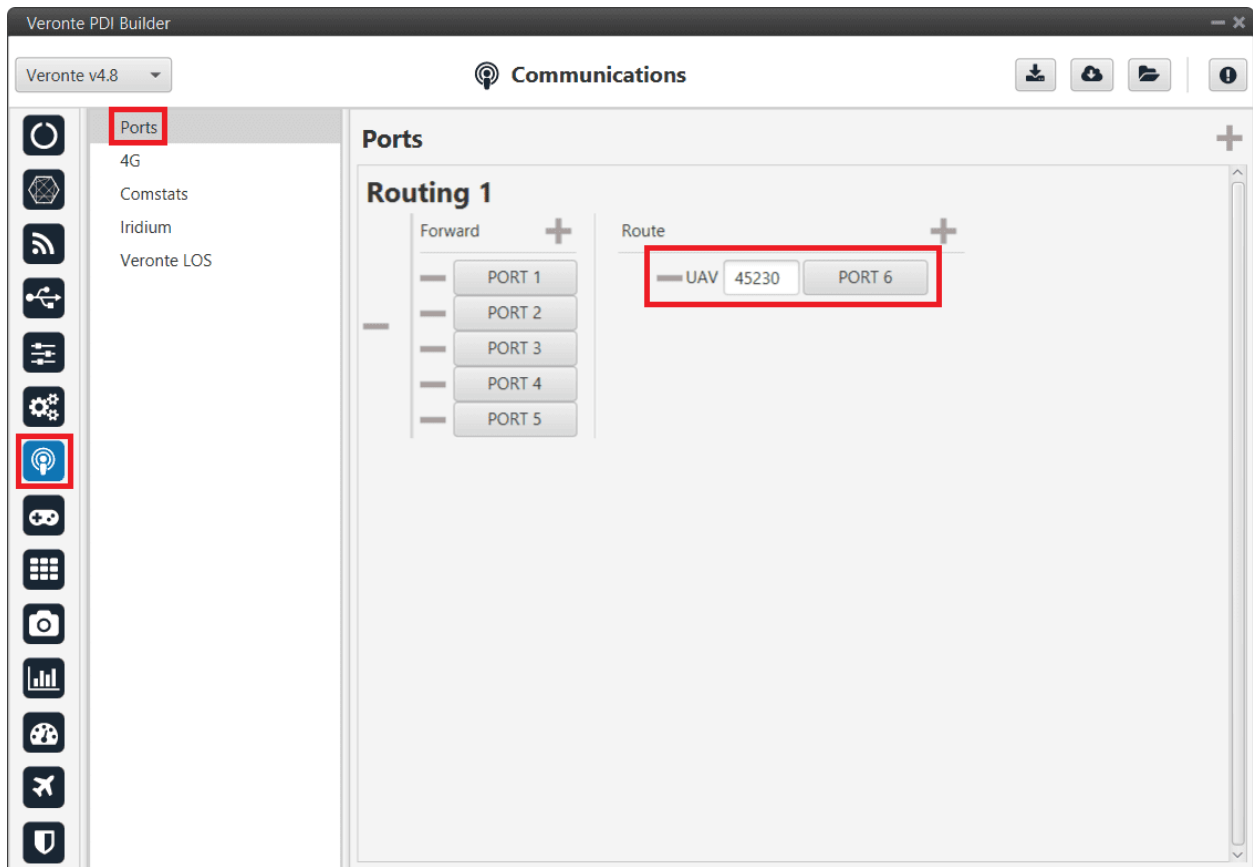 Veronte PDI Builder
Veronte v4.8
Communications
Ports
4G
Comstats
Iridium
Veronte LOS
Ports
Routing 1
Forward
Route
PORT 1
PORT 2
PORT 3
PORT 4
PORT 5
UAV 45230 PORT 6